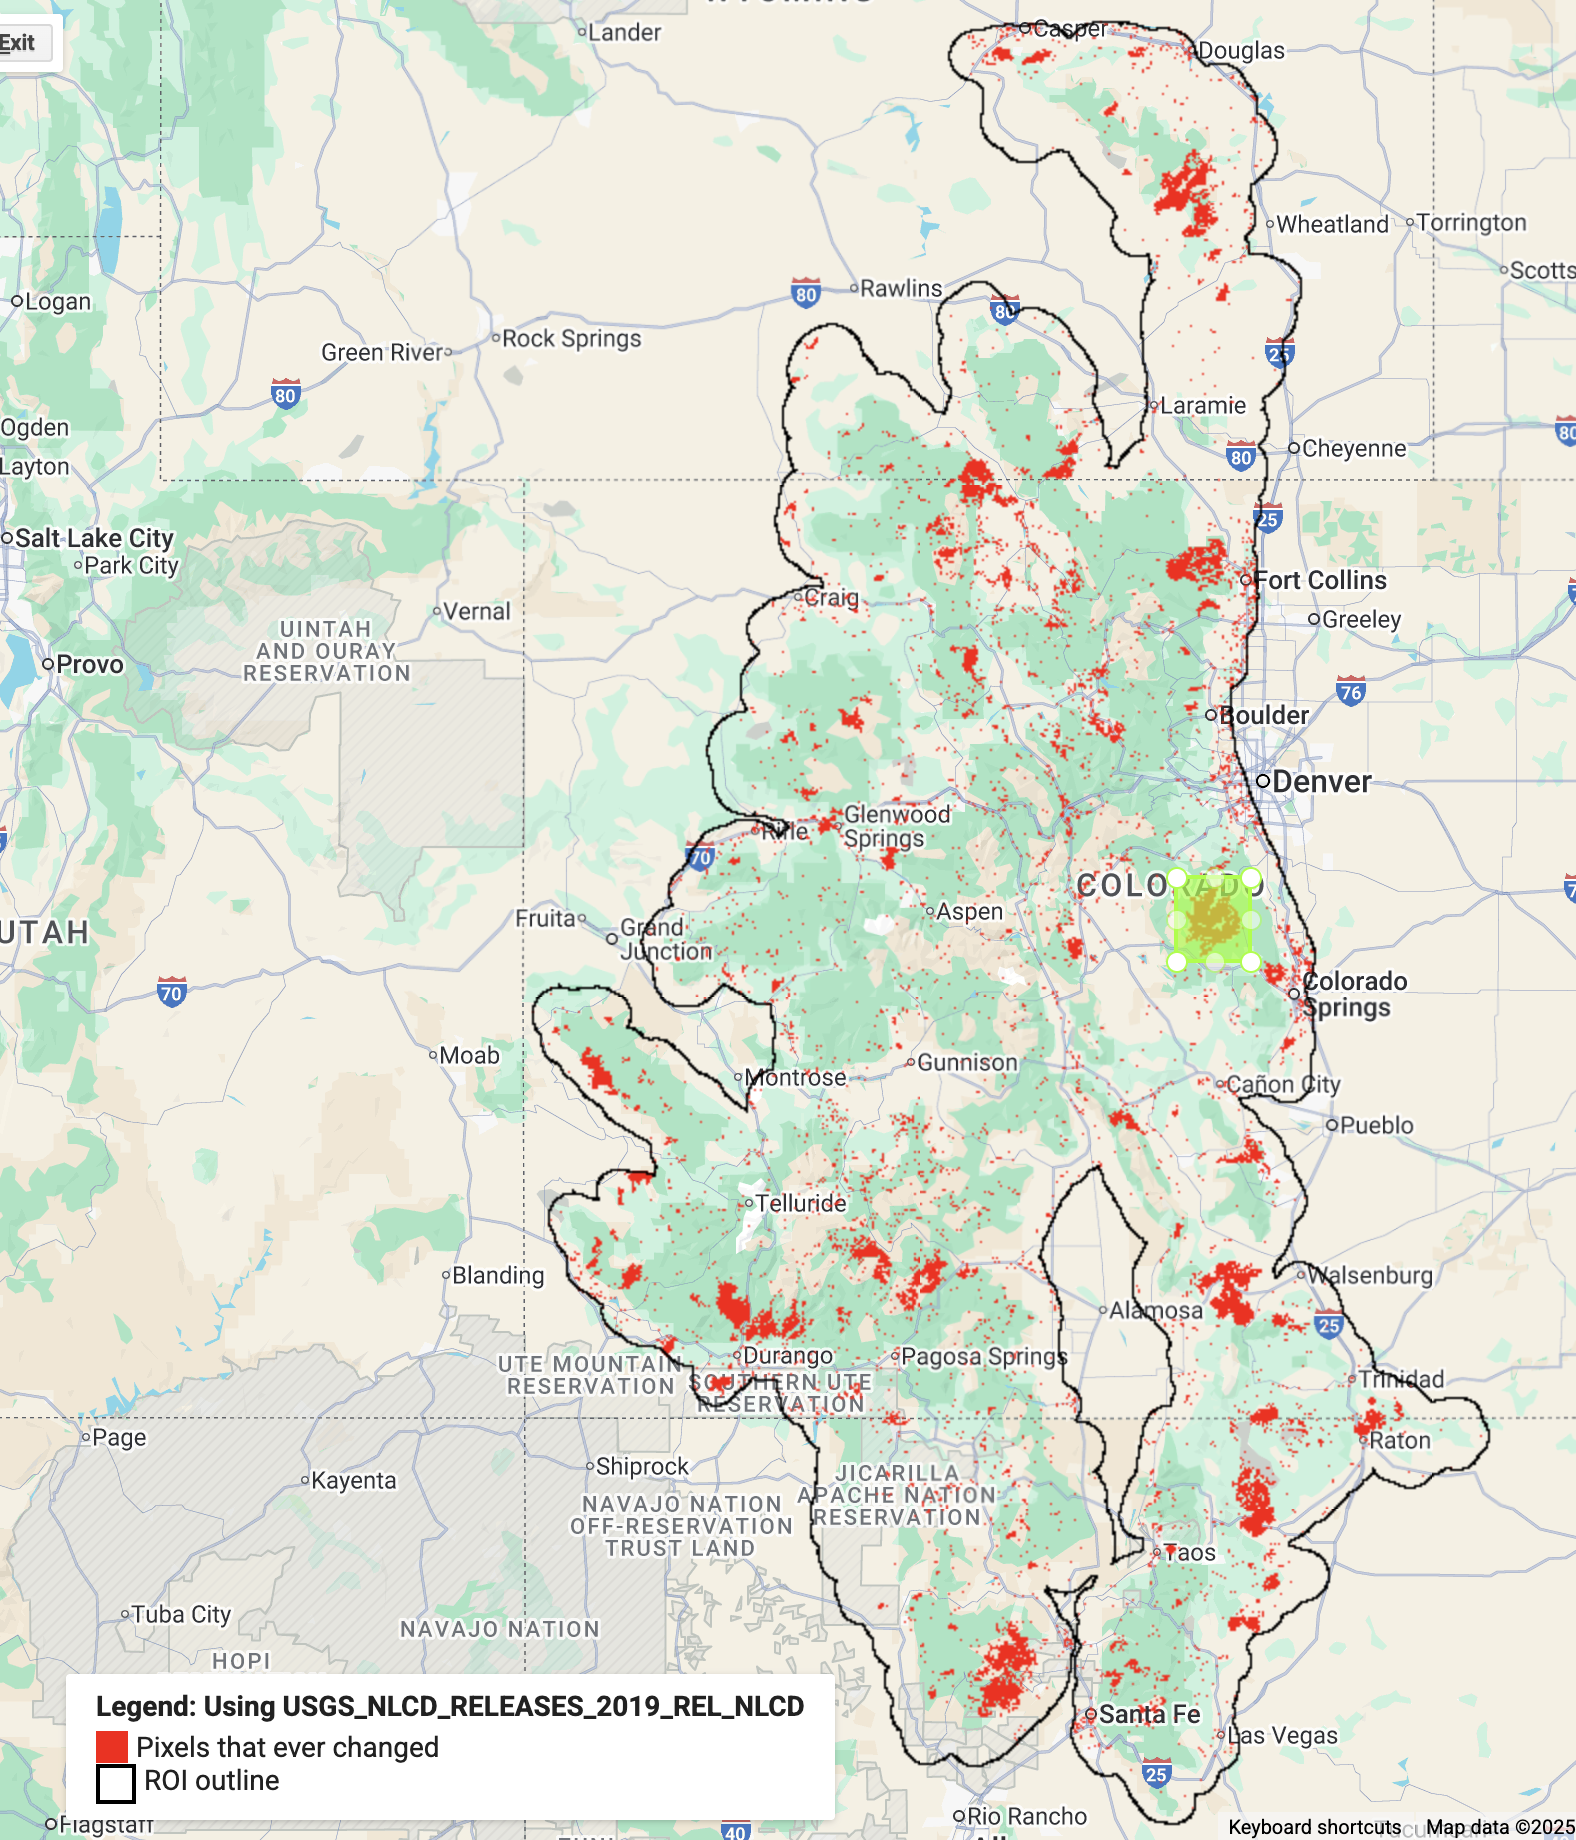 WYOMING
Exit
Lander
Casper
Douglas
Wheatland
Torrington
Scotts
Logan
80
Rawlins
80
Rock Springs
Green River
25
80
Laramie
Ogden
80
Cheyenne
80
Layton
25
Salt Lake City
Park City
Fort Collins
Craig
Vernal
Greeley
UINTAH
AND OURAY
RESERVATION
Provo
76
Boulder
Denver
Glenwood
Springs
Rifle
70
COLORADO
Aspen
Fruita
Grand
Junction
UTAH
70
Colorado
Springs
Moab
Gunnison
Montrose
Cañon City
Pueblo
Telluride
Blanding
Walsenburg
Alamosa
25
Durango
Pagosa Springs
UTE MOUNTAIN
RESERVATION
SOUTHERN UTE
RESERVATION
Trinidad
Page
Raton
Kayenta
Shiprock
JICARILLA
APACHE NATION
RESERVATION
NAVAJO NATION
OFF-RESERVATION
TRUST LAND
Taos
Tuba City
NAVAJO NATION
HOPI
Legend: Using USGS_NLCD_RELEASES_2019_REL_NLCD
Pixels that ever changed
ROI outline
Santa Fe
Las Vegas
25
Rio Rancho
Flagstaff
40
Keyboard shortcuts
Map data ©2025